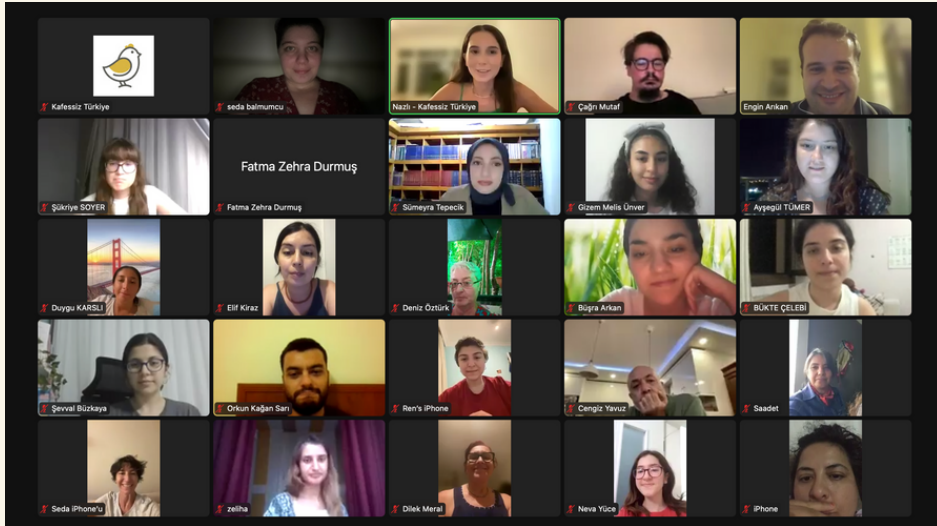 Kafessiz Türkiye
seda balmumcu
Nazlı - Kafessiz Türkiye
Çağrı Mutaf
Engin Arıkan
Şükriye SOYER
Fatma Zehra Durmuş
Fatma Zehra Durmuş
Sümeyra Tepecik
Gizem Melis Ünver
Ayşegül TÜMER
Duygu KARSLI
Elif Kiraz
Deniz Öztürk
Büşra Arkan
BÜKTE ÇELEBİ
Şevval Büzkaya
Orkun Kağan Sarı
Ren's iPhone
Cengiz Yavuz
Saadet
Seda iPhone'u
zeliha
Dilek Meral
Neva Yüce
iPhone